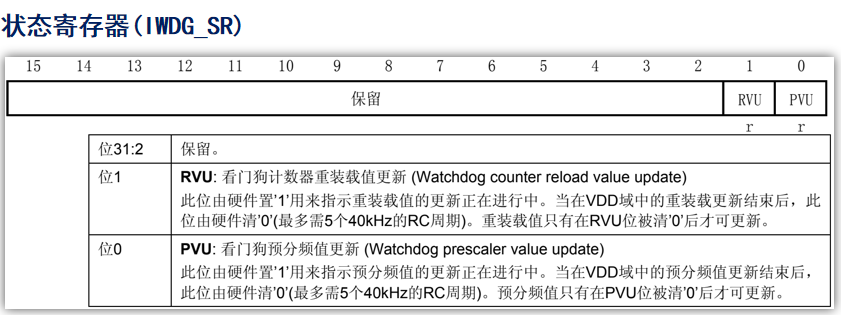 状态寄存器(IWDG_SR)
15 14 13 12 11 10 9 8 7 6 5 4 3 2 1 0
保留 RVU PVU
r r
位31:2 保留。
位1 RVU: 看门狗计数器重装载值更新 (Watchdog counter reload value update)
此位由硬件置'1'用来指示重装载值的更新正在进行中。当在VDD域中的重装载更新结束后，此
位由硬件清'0'(最多需5个40kHz的RC周期)。重装载值只有在RVU位被清'0'后才可更新。
位0 PVU: 看门狗预分频值更新 (Watchdog prescaler value update)
此位由硬件置'1'用来指示预分频值的更新正在进行中。当在VDD域中的预分频值更新结束后，
此位由硬件清'0'(最多需5个40kHz的RC周期)。预分频值只有在PVU位被清'0'后才可更新。